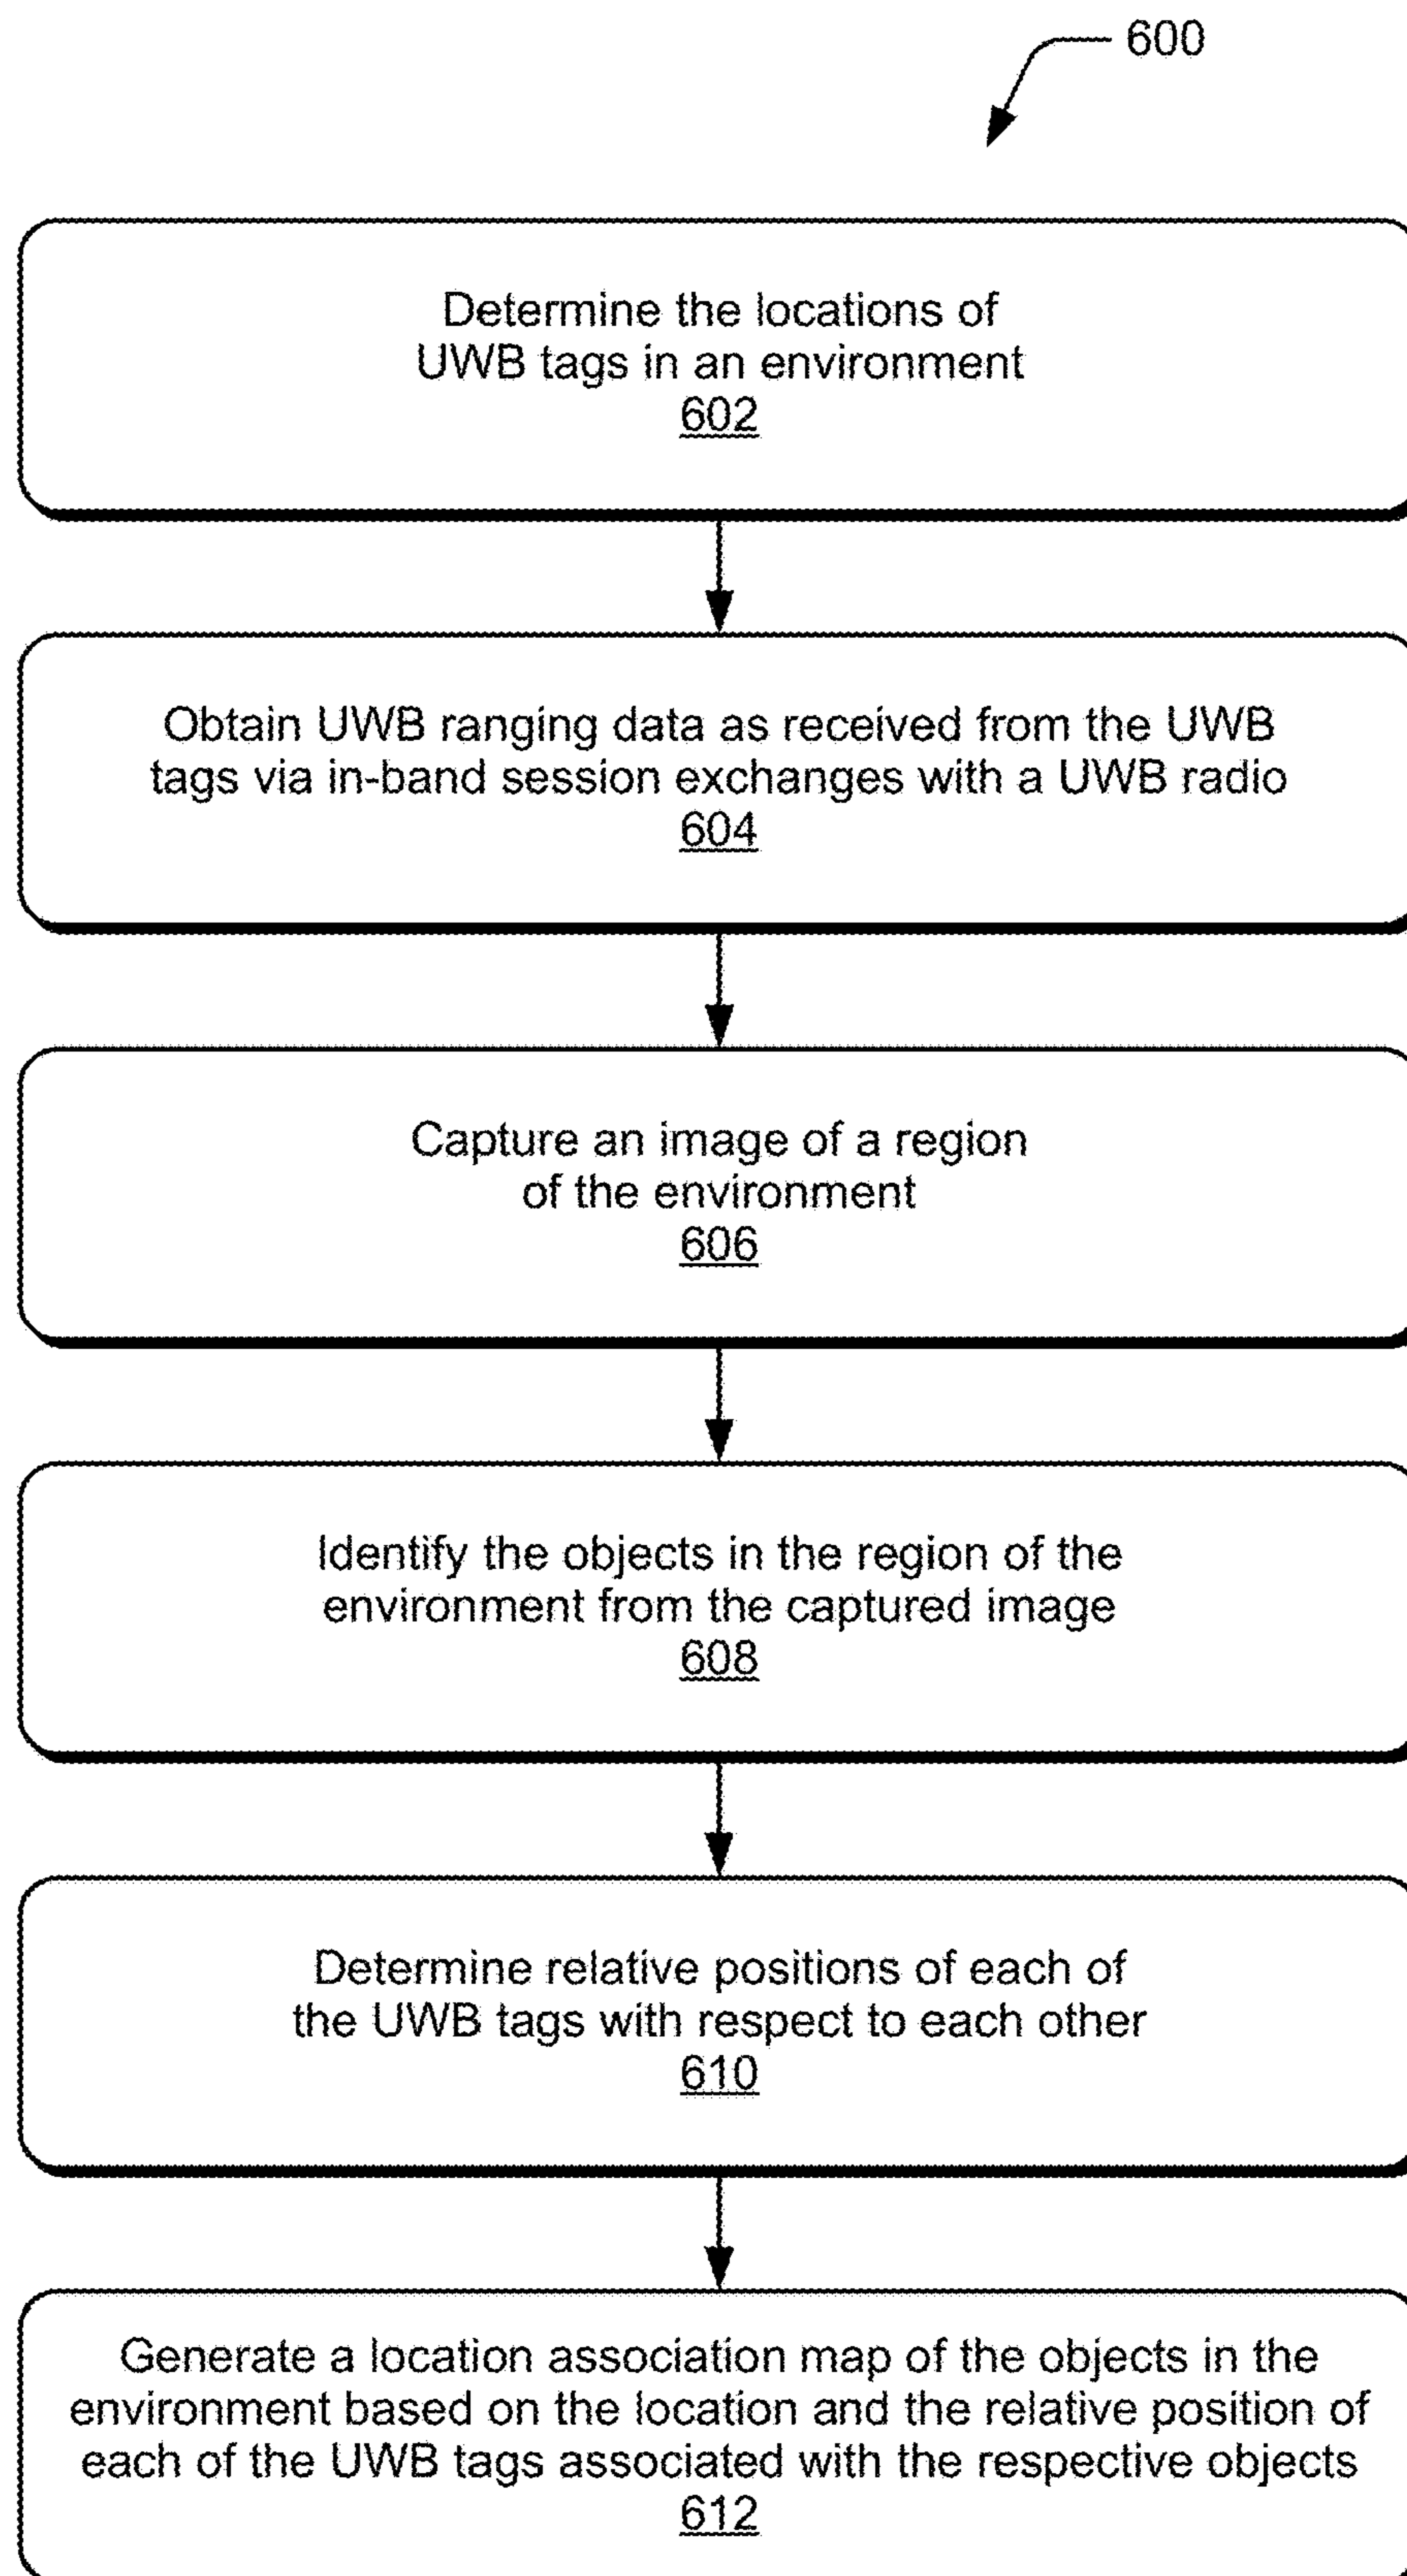 600
Determine the locations of
UWB tags in an environment
602
Obtain UWB ranging data as received from the UWB
tags via in-band session exchanges with a UWB radio
604
Capture an image of a region
of the environment
606
Identify the objects in the region of the
environment from the captured image
608
Determine relative positions of each of
the UWB tags with respect to each other
610
Generate a location association map of the objects in the
environment based on the location and the relative position of
each of the UWB tags associated with the respective objects
612